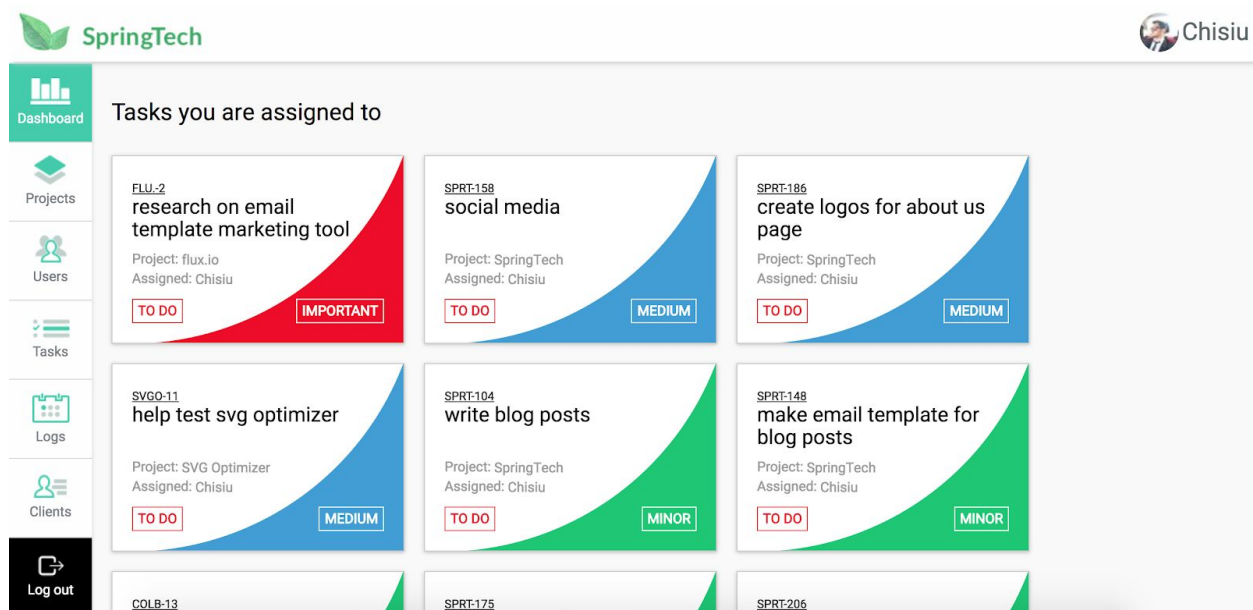 SpringTech
Chisiu
Dashboard
Projects
Users
Tasks
Logs
Clients
Log out
Tasks you are assigned to
FLU.-2
research on email
template marketing tool
Project: flux.io
Assigned: Chisiu
TO DO
IMPORTANT
SPRT-158
social media
Project: SpringTech
Assigned: Chisiu
TO DO
MEDIUM
SPRT-186
create logos for about us
page
Project: SpringTech
Assigned: Chisiu
TO DO
MEDIUM
SVGO-11
help test svg optimizer
Project: SVG Optimizer
Assigned: Chisiu
TO DO
MEDIUM
SPRT-104
write blog posts
Project: SpringTech
Assigned: Chisiu
TO DO
MINOR
SPRT-148
make email template for
blog posts
Project: SpringTech
Assigned: Chisiu
TO DO
MINOR
COLB-13
SPRT-175
SPRT-206